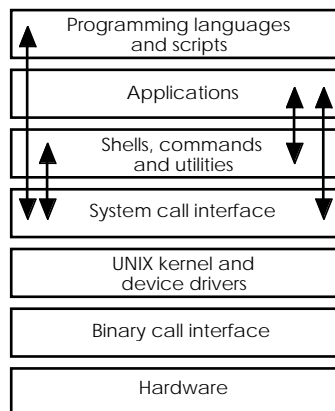 Programming languages
and scripts
Applications
Shells, commands
and utilities
System call interface
UNIX kernel and
device drivers
Binary call interface
Hardware